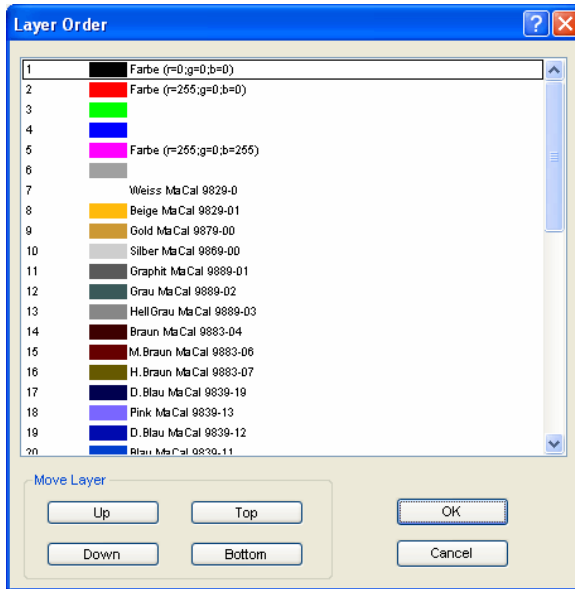 Layer Order
1 Farbe (r=0;g=0;b=0)
2 Farbe (r=255;g=0;b=0)
3
4
5 Farbe (r=255;g=0;b=255)
6
7 Weiss MaCal 9829-0
8 Beige MaCal 9829-01
9 Gold MaCal 9879-00
10 Silber MaCal 9869-00
11 Graphit MaCal 9889-01
12 Grau MaCal 9889-02
13 HellGrau MaCal 9889-03
14 Braun MaCal 9883-04
15 M.Braun MaCal 9883-06
16 H.Braun MaCal 9883-07
17 D.Blau MaCal 9839-19
18 Pink MaCal 9839-13
19 D.Blau MaCal 9839-12
20 Blau MaCal 9839-11
Move Layer
Up Top OK
Down Bottom Cancel